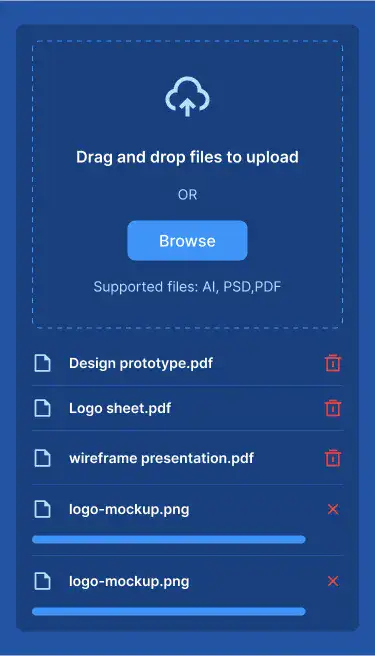 Drag and drop files to upload
OR
Browse
Supported files: AI, PSD,PDF
Design prototype.pdf
Logo sheet.pdf
wireframe presentation.pdf
logo-mockup.png
logo-mockup.png